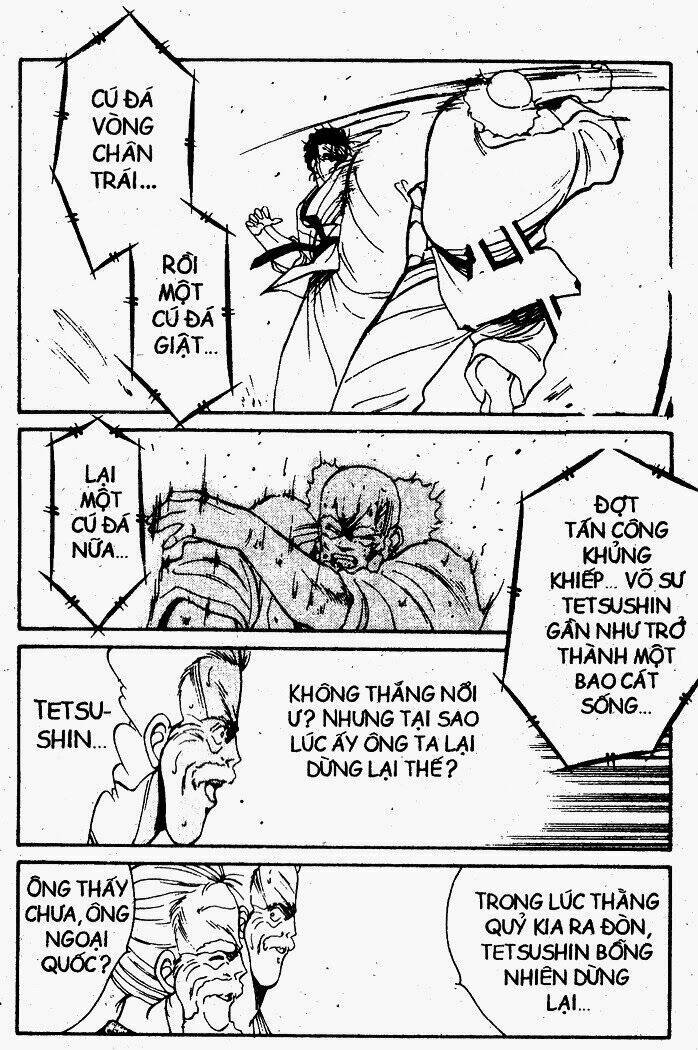 CÚ ĐÁ
VÒNG
CHÂN
TRÁI...
RỒI
MỘT
CÚ ĐÁ
GIẬT...
LẠI
MỘT
CÚ ĐÁ
NỮA...
ĐỢT
TẤN CÔNG
KHỦNG
KHIẾP... VÕ SƯ
TETSUSHIN
GẦN NHƯ TRỞ
THÀNH MỘT
BAO CÁT
SỐNG...
TETSU-
SHIN...
KHÔNG THẮNG NỔI
Ư? NHƯNG TẠI SAO
LÚC ẤY ÔNG TA LẠI
DỪNG LẠI THẾ?
ÔNG THẤY
CHƯA, ÔNG
NGOẠI
QUỐC?
TRONG LÚC THẰNG
QUỶ KIA RA ĐÒN,
TETSUSHIN BỖNG
NHIÊN DỪNG
LẠI...